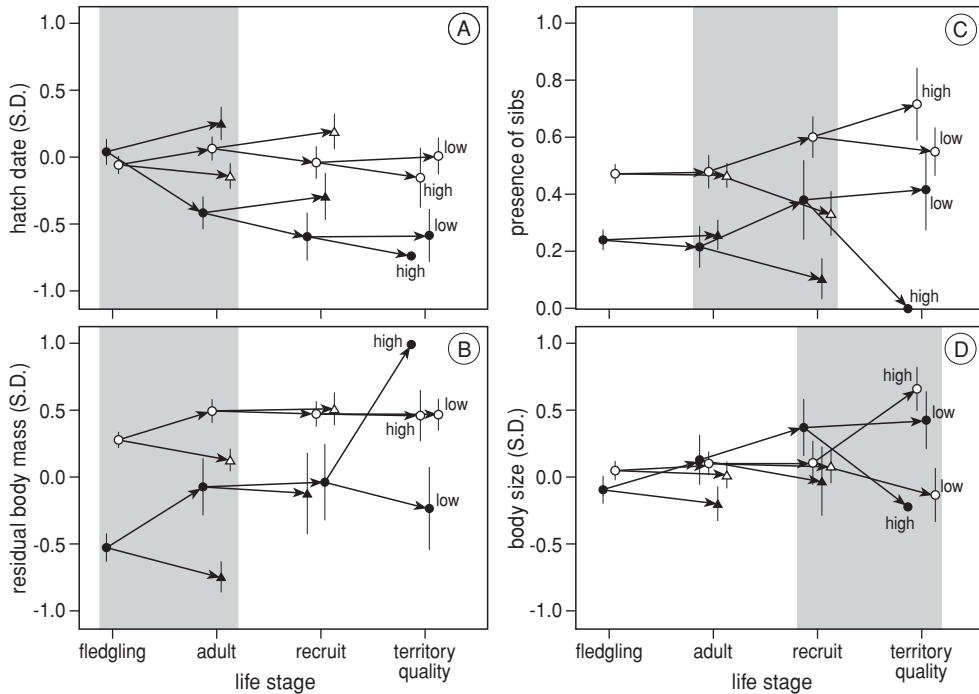 A
hatch date (S.D.)
1.0
0.5
0.0
-0.5
-1.0
low
high
low
high
C
presence of sibs
1.0
0.8
0.6
0.4
0.2
0.0
high
low
low
high
B
residual body mass (S.D.)
1.0
0.5
0.0
-0.5
-1.0
high
low
high
low
fledgling
adult
recruit
territory
quality
life stage
D
body size (S.D.)
1.0
0.5
0.0
-0.5
-1.0
high
low
low
high
fledgling
adult
recruit
territory
quality
life stage